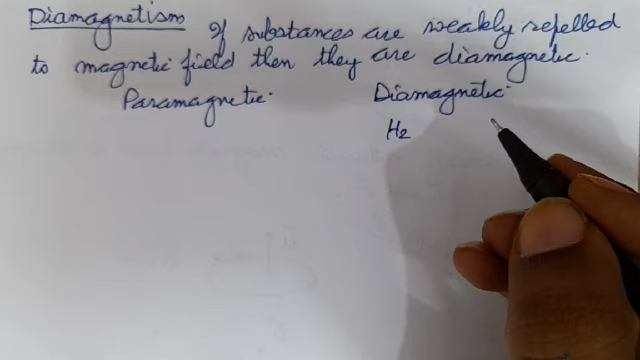 Diamagnetism If substances are weakly repelled
to magnetic field then they are diamagnetic.
Paramagnetic. Diamagnetic.
H2